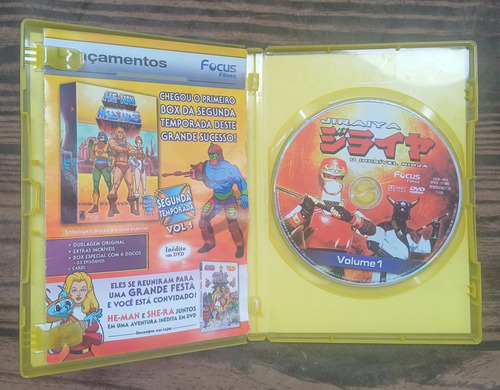 nçamentos
Focus
Filmes
HE-MAN
CHEGOU O PRIMEIRO
BOX DA SEGUNDA
TEMPORADA DESTE
GRANDE SUCESSO!
SEGUNDA
TEMPORADA
VOL 1
• DUBLAGEM ORIGINAL
• EXTRAS INCRÍVEIS
• BOX ESPECIAL COM 6 DISCOS
• CARDS
Inédito
em DVD
ELES SE REUNIRAM PARA
UMA GRANDE FESTA
E VOCÊ ESTÁ CONVIDADO!
HE-MAN E SHE-RA JUNTOS
EM UMA AVENTURA INÉDITA EM DVD
JIRAIYA
ジライヤ
O INCRÍVEL NINJA
Focus
Filmes
DVD
Volume 1